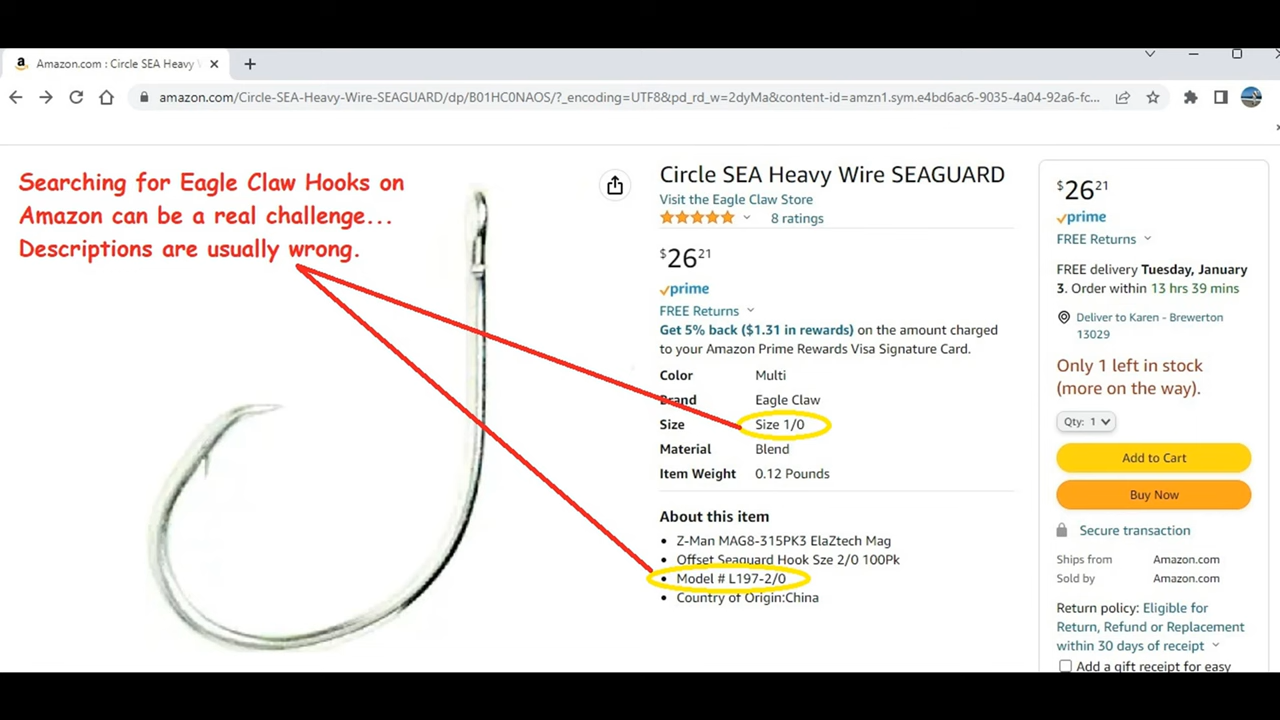 Amazon.com : Circle SEA Heavy
amazon.com/Circle-SEA-Heavy-Wire-SEAGUARD/dp/B01HC0NAOS/?_encoding=UTF8&pd_rd_w=2dyMa&content-id=amzn1.sym.e4bd6ac6-9035-4a04-92a6-fc...
Searching for Eagle Claw Hooks on
Amazon can be a real challenge...
Descriptions are usually wrong.
Circle SEA Heavy Wire SEAGUARD
Visit the Eagle Claw Store
8 ratings
$26 21
prime
FREE Returns
Get 5% back ($1.31 in rewards) on the amount charged
to your Amazon Prime Rewards Visa Signature Card.
Color Multi
Brand Eagle Claw
Size Size 1/0
Material Blend
Item Weight 0.12 Pounds
About this item
• Z-Man MAG8-315PK3 ElaZtech Mag
• Offset Seaguard Hook Sze 2/0 100Pk
• Model # L197-2/0
• Country of Origin:China
$26 21
prime
FREE Returns
FREE delivery Tuesday, January
3. Order within 13 hrs 39 mins
Deliver to Karen - Brewerton
13029
Only 1 left in stock
(more on the way).
Qty: 1
Add to Cart
Buy Now
Secure transaction
Ships from Amazon.com
Sold by Amazon.com
Return policy: Eligible for
Return, Refund or Replacement
within 30 days of receipt
Add a gift receipt for easy